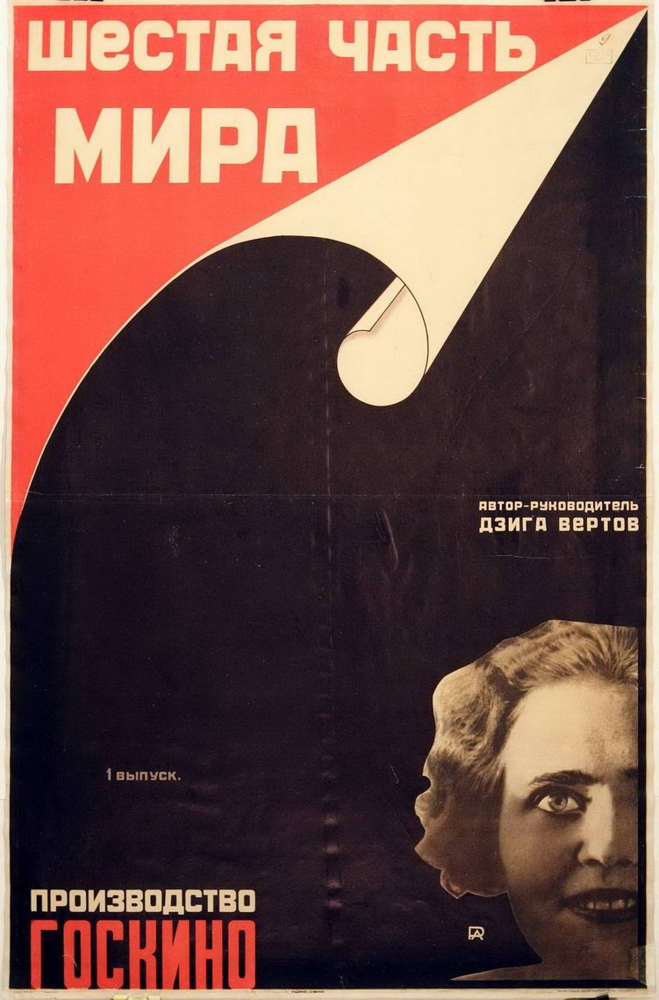 шестая часть
мира
автор-руководитель
дзига вертов
1 выпуск.
производство
госкино